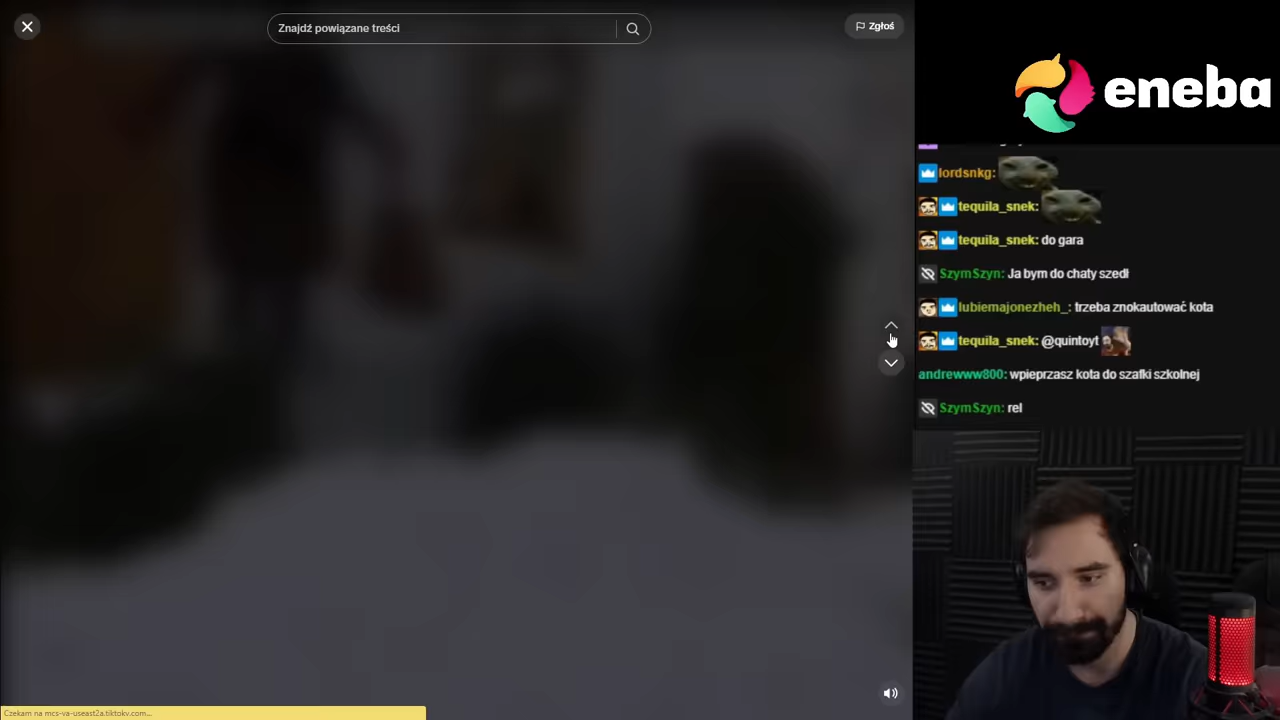 Znajdź powiązane treści
Zgłoś
eneba
lordsnkg:
tequila_snek:
tequila_snek: do gara
SzymSzyn: Ja bym do chaty szedł
lubiemajonezheh_: trzeba znokautować kota
tequila_snek: @quintoyt
andrewww800: wpieprzasz kota do szafki szkolnej
SzymSzyn: rel
Czekam na mcs-va-useast2a.tiktokv.com...